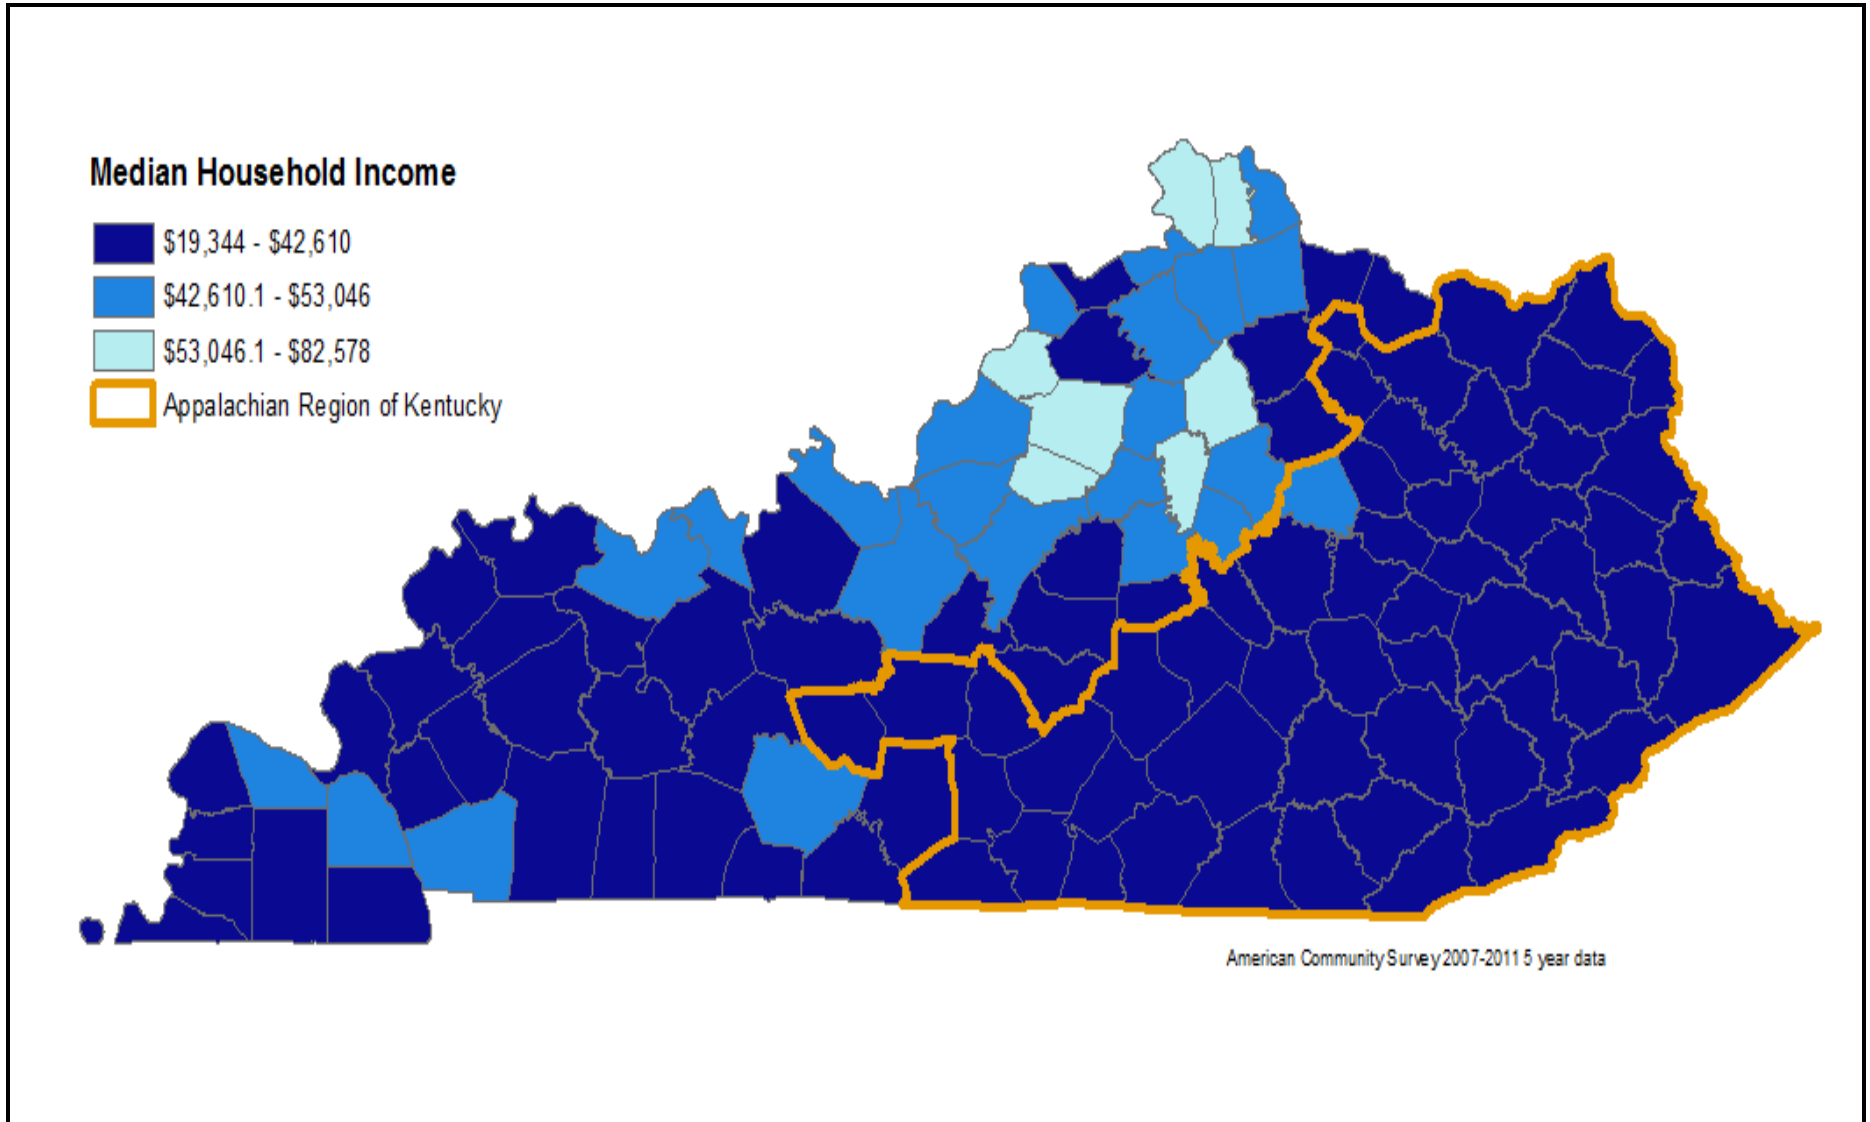 Median Household Income
$19,344 - $42,610
$42,610.1 - $53,046
$53,046.1 - $82,578
Appalachian Region of Kentucky
American Community Survey 2007-2011 5 year data